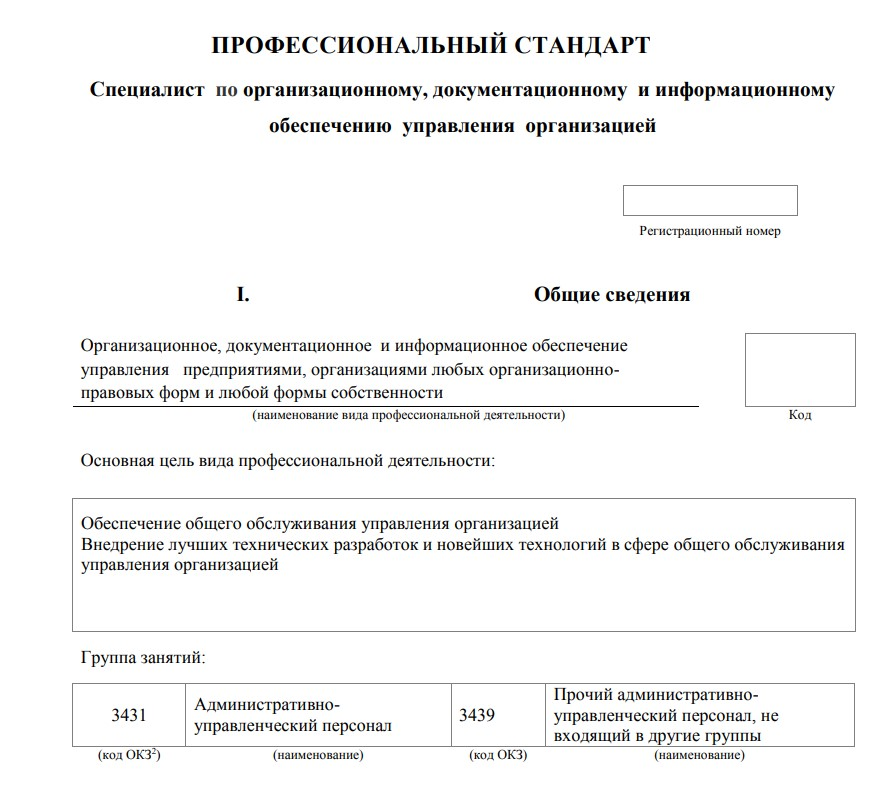 ПРОФЕССИОНАЛЬНЫЙ СТАНДАРТ
Специалист по организационному, документационному и информационному
обеспечению управления организацией
Регистрационный номер
I. Общие сведения
Организационное, документационное и информационное обеспечение
управления предприятиями, организациями любых организационно-
правовых форм и любой формы собственности
(наименование вида профессиональной деятельности)
Код
Основная цель вида профессиональной деятельности:
Обеспечение общего обслуживания управления организацией
Внедрение лучших технических разработок и новейших технологий в сфере общего обслуживания
управления организацией
Группа занятий:
3431
Административно-
управленческий персонал
3439
Прочий административно-
управленческий персонал, не
входящий в другие группы
(код ОКЗ²)
(наименование)
(код ОКЗ)
(наименование)